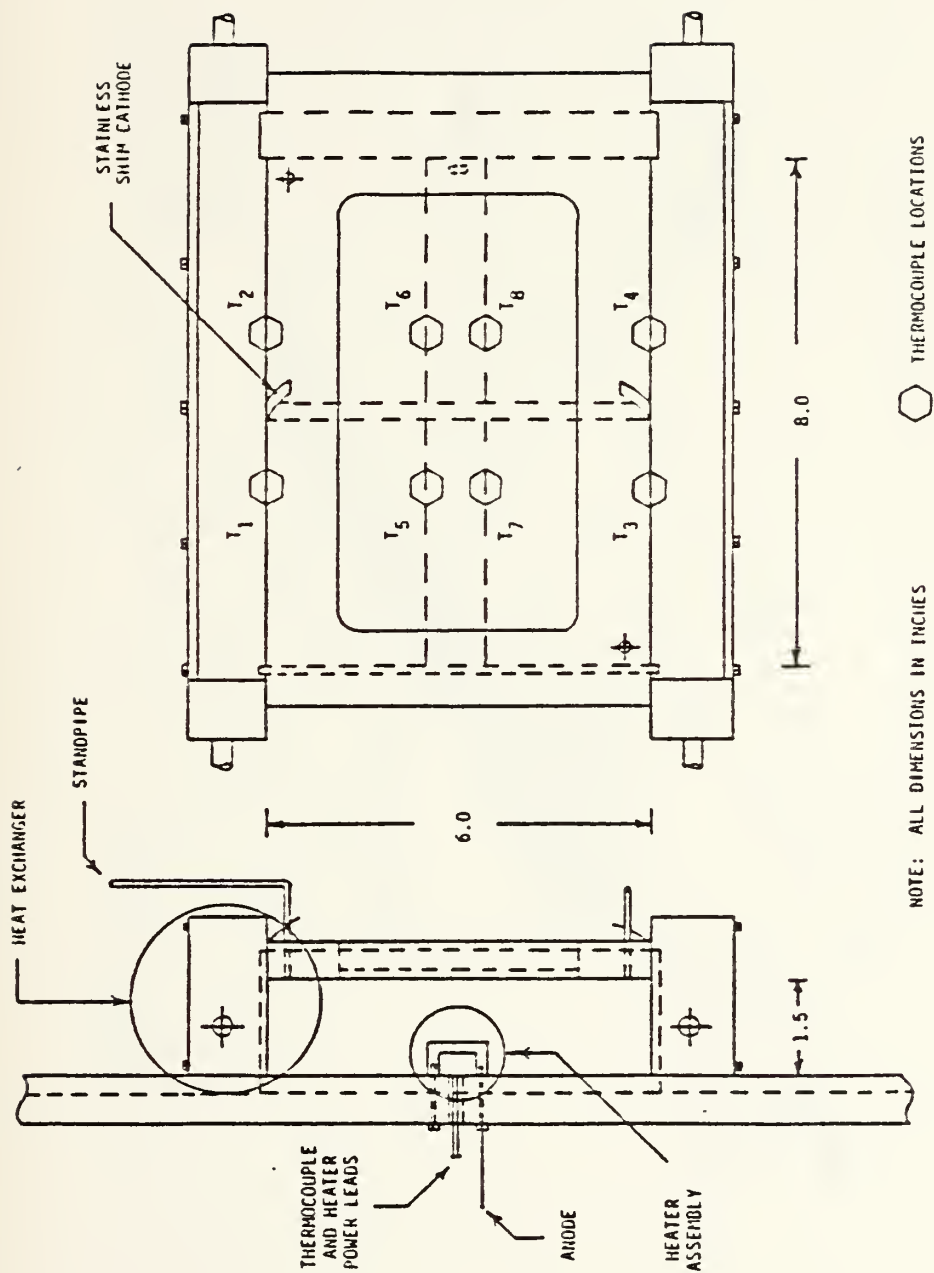 HEAT EXCHANGER
STANDPIPE
STAINLESS
SHIM CATHODE
T1
T2
T5
T6
T7
T8
T3
T4
6.0
8.0
1.5
THERMOCOUPLE
AND HEATER
POWER LEADS
ANODE
HEATER
ASSEMBLY
NOTE: ALL DIMENSIONS IN INCHES
THERMOCOUPLE LOCATIONS